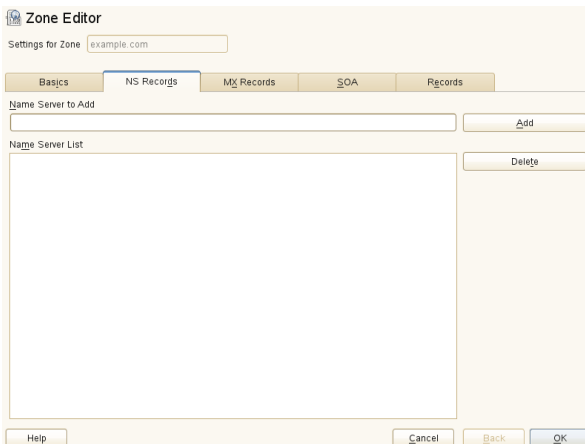 Zone Editor
Settings for Zone example.com
Basics NS Records MX Records SOA Records
Name Server to Add
Add
Name Server List
Delete
Help Cancel Back OK